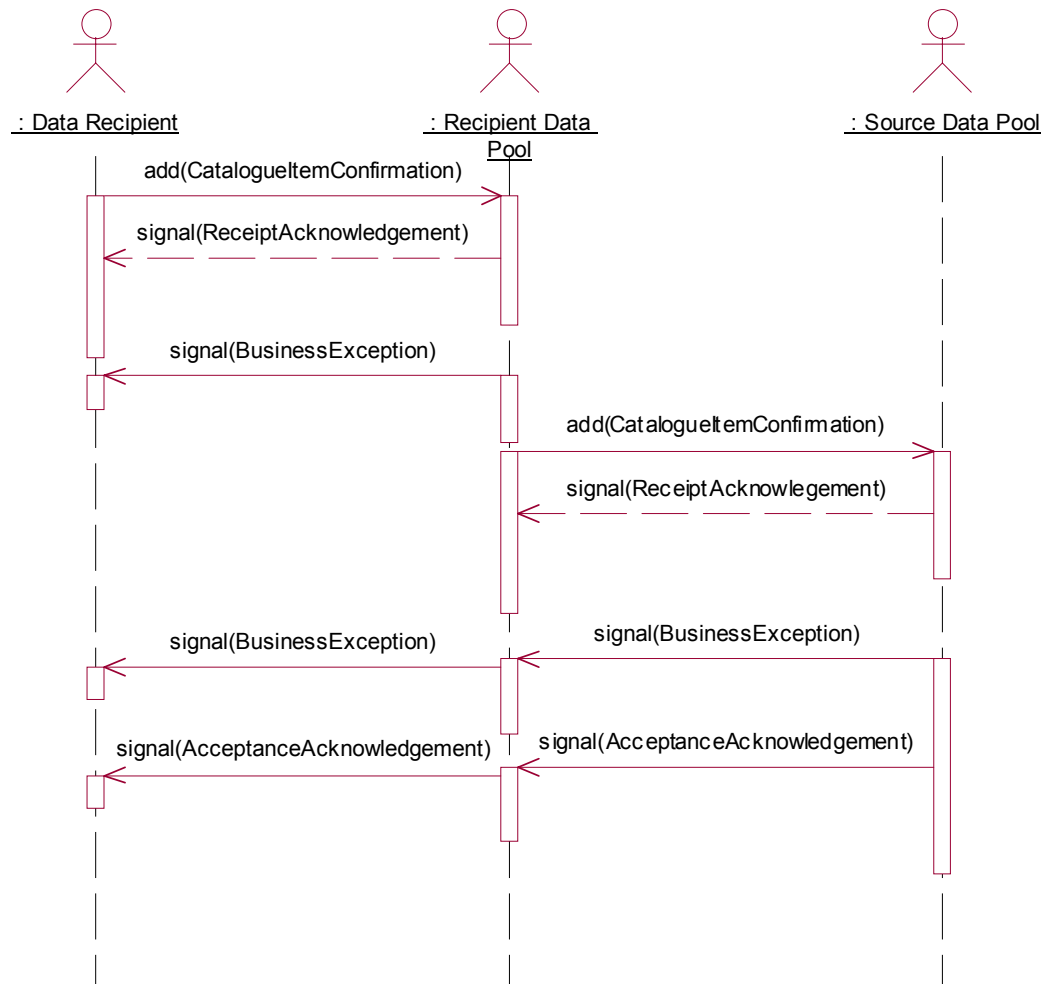 : Data Recipient
: Recipient Data
Pool
: Source Data Pool
add(CatalogueItemConfirmation)
signal(ReceiptAcknowledgement)
signal(BusinessException)
add(CatalogueItemConfirmation)
signal(ReceiptAcknowlegement)
signal(BusinessException)
signal(BusinessException)
signal(AcceptanceAcknowledgement)
signal(AcceptanceAcknowledgement)